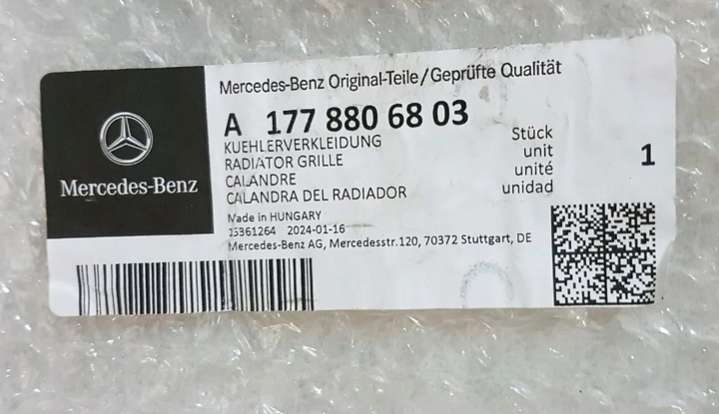 Mercedes-Benz Original-Teile/Geprüfte Qualität
A 177 880 68 03
KUEHLERVERKLEIDUNG
RADIATOR GRILLE
CALANDRE
CALANDRA DEL RADIADOR
Stück
unit
unité
unidad
1
Mercedes-Benz
Made in HUNGARY
15361264 2024-01-16
Mercedes-Benz AG, Mercedesstr.120, 70372 Stuttgart, DE